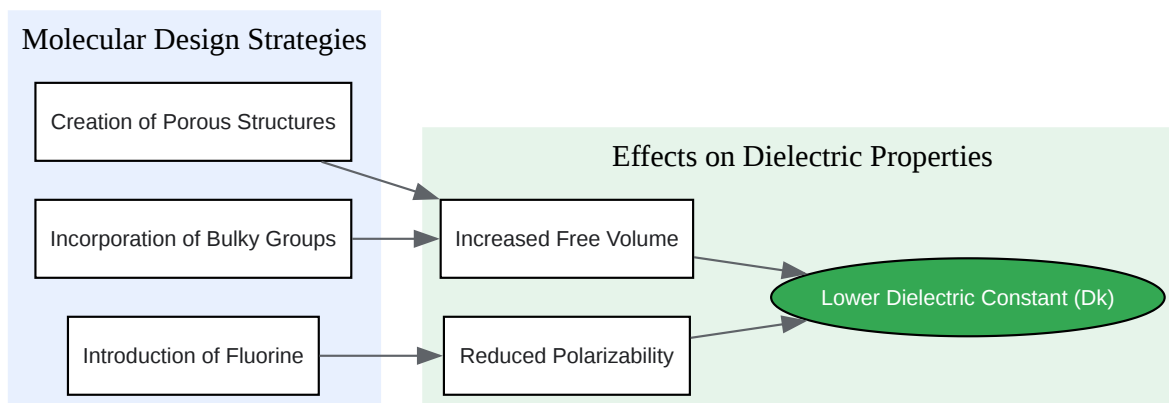 Molecular Design Strategies
Creation of Porous Structures
Incorporation of Bulky Groups
Introduction of Fluorine
Effects on Dielectric Properties
Increased Free Volume
Reduced Polarizability
Lower Dielectric Constant (Dk)